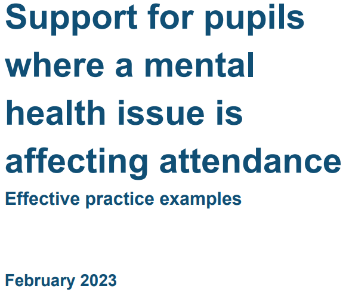 Support for pupils
where a mental
health issue is
affecting attendance
Effective practice examples
February 2023